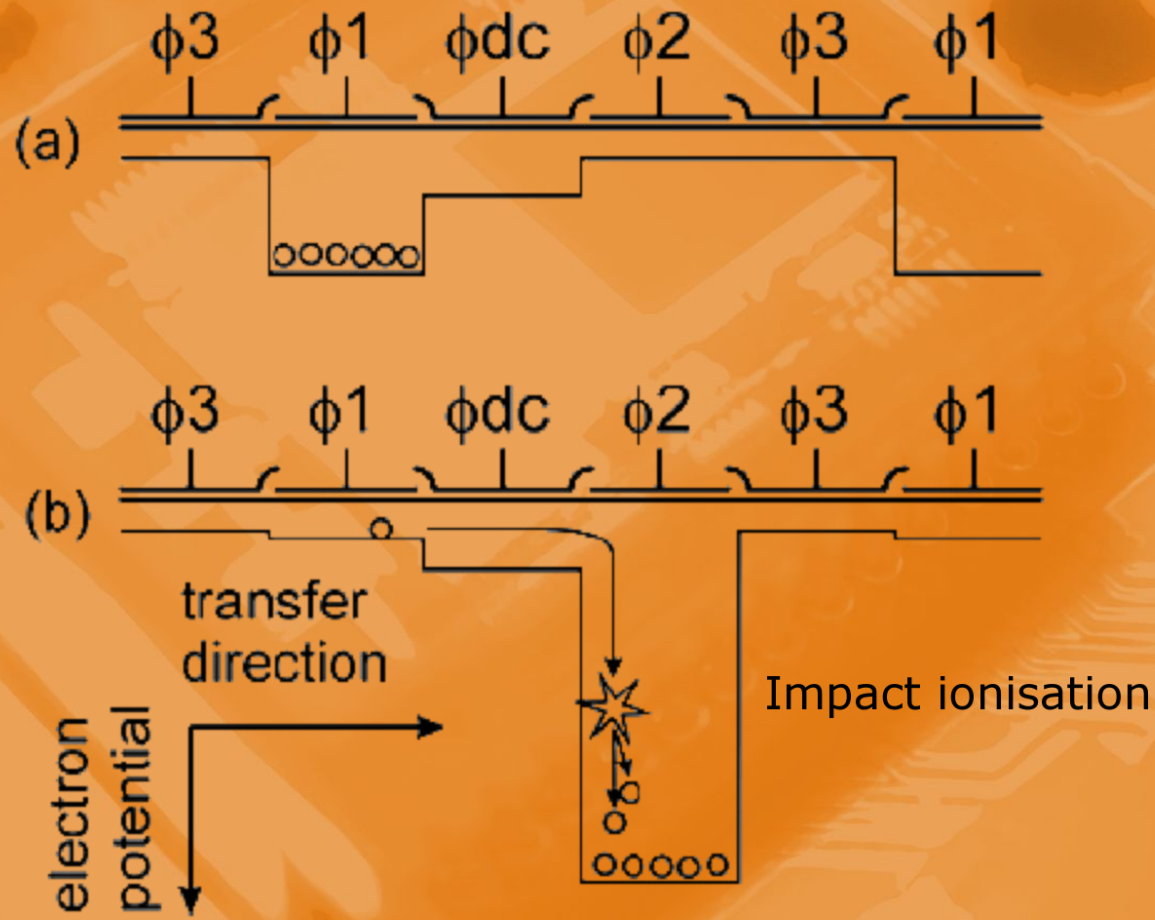 ϕ3 ϕ1 ϕdc ϕ2 ϕ3 ϕ1
(a)
ϕ3 ϕ1 ϕdc ϕ2 ϕ3 ϕ1
(b)
transfer
direction
Impact ionisation
electron
potential